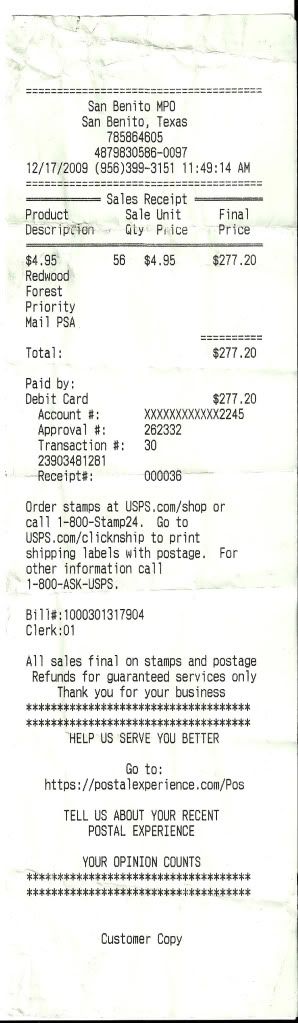 ========================================
San Benito MPO
San Benito, Texas
785864605
4879830586-0097
12/17/2009 (956)399-3151 11:49:14 AM
========================================
Sales Receipt
Product Sale Unit Final
Description Qty Price Price
$4.95 56 $4.95 $277.20
Redwood
Forest
Priority
Mail PSA
==========
Total: $277.20
Paid by:
Debit Card $277.20
Account #: XXXXXXXXXXXX2245
Approval #: 262332
Transaction #: 30
23903481281
Receipt#: 000036
Order stamps at USPS.com/shop or
call 1-800-Stamp24. Go to
USPS.com/clicknship to print
shipping labels with postage. For
other information call
1-800-ASK-USPS.
Bill#:1000301317904
Clerk:01
All sales final on stamps and postage
Refunds for guaranteed services only
Thank you for your business
****************************************
****************************************
HELP US SERVE YOU BETTER
Go to:
https://postalexperience.com/Pos
TELL US ABOUT YOUR RECENT
POSTAL EXPERIENCE
YOUR OPINION COUNTS
****************************************
****************************************
Customer Copy